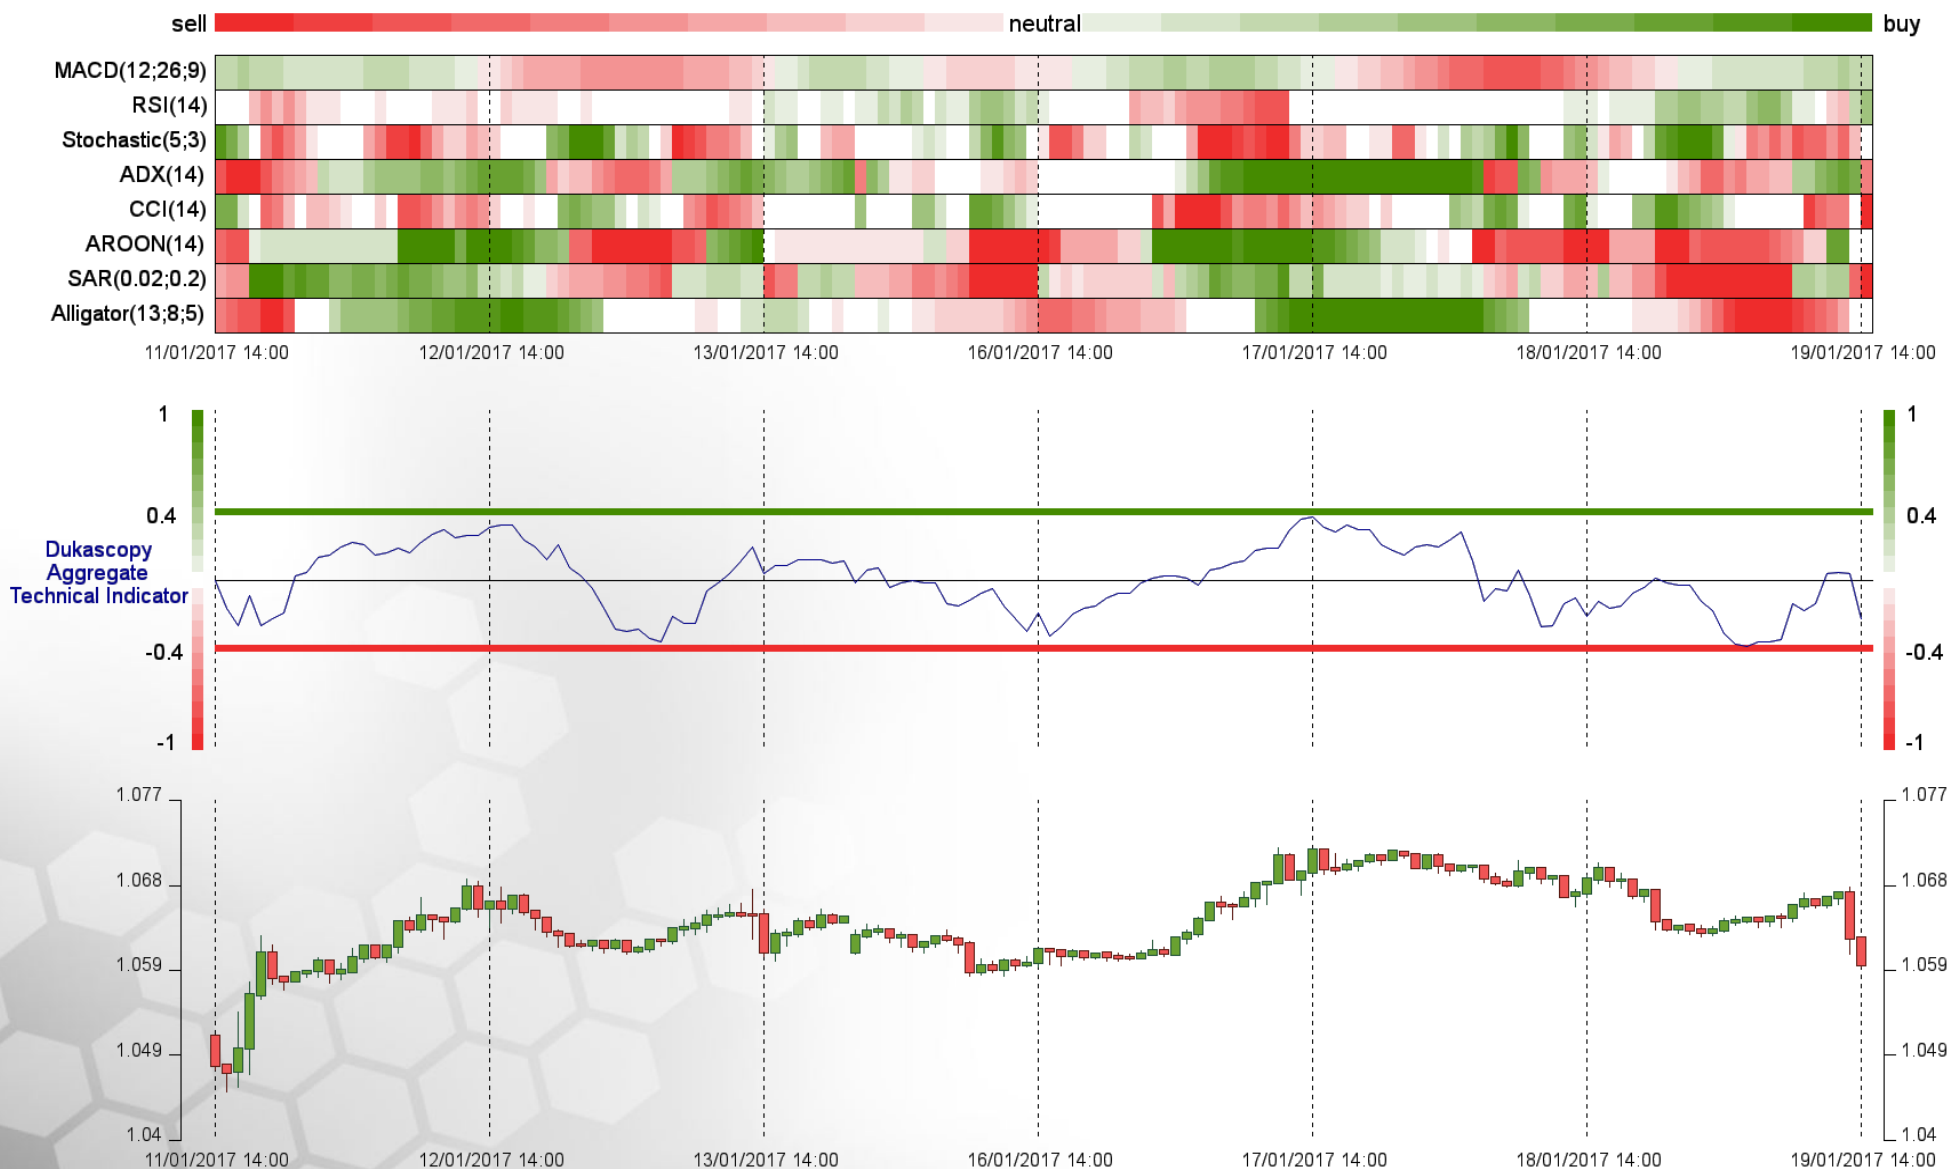 sell neutral buy
MACD(12;26;9)
RSI(14)
Stochastic(5;3)
ADX(14)
CCI(14)
AROON(14)
SAR(0.02;0.2)
Alligator(13;8;5)
11/01/2017 14:00 12/01/2017 14:00 13/01/2017 14:00 16/01/2017 14:00 17/01/2017 14:00 18/01/2017 14:00 19/01/2017 14:00
1 1
0.4 0.4
Dukascopy
Aggregate
Technical Indicator
-0.4 -0.4
-1 -1
1.077 1.077
1.068 1.068
1.059 1.059
1.049 1.049
1.04 1.04
11/01/2017 14:00 12/01/2017 14:00 13/01/2017 14:00 16/01/2017 14:00 17/01/2017 14:00 18/01/2017 14:00 19/01/2017 14:00